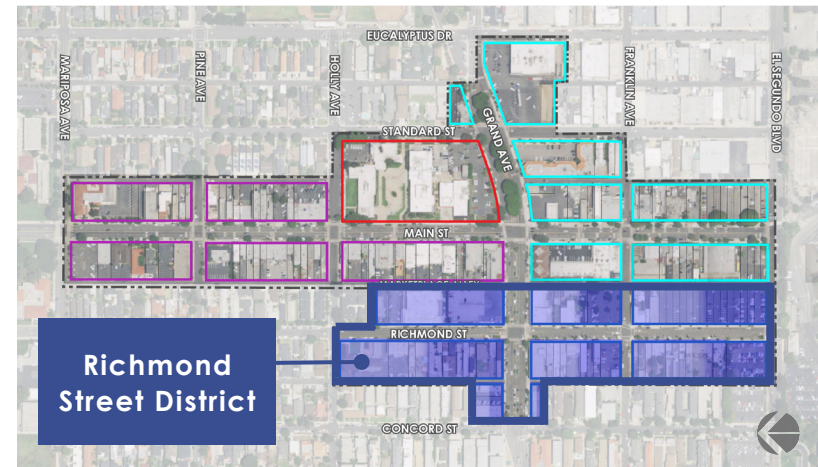 EUCALYPTUS DR
MARIPOSA AVE
PINE AVE
HOLLY AVE
FRANKLIN AVE
EL SEGUNDO BLVD
GRAND AVE
STANDARD ST
MAIN ST
RICHMOND ST
Richmond
Street District
CONCORD ST